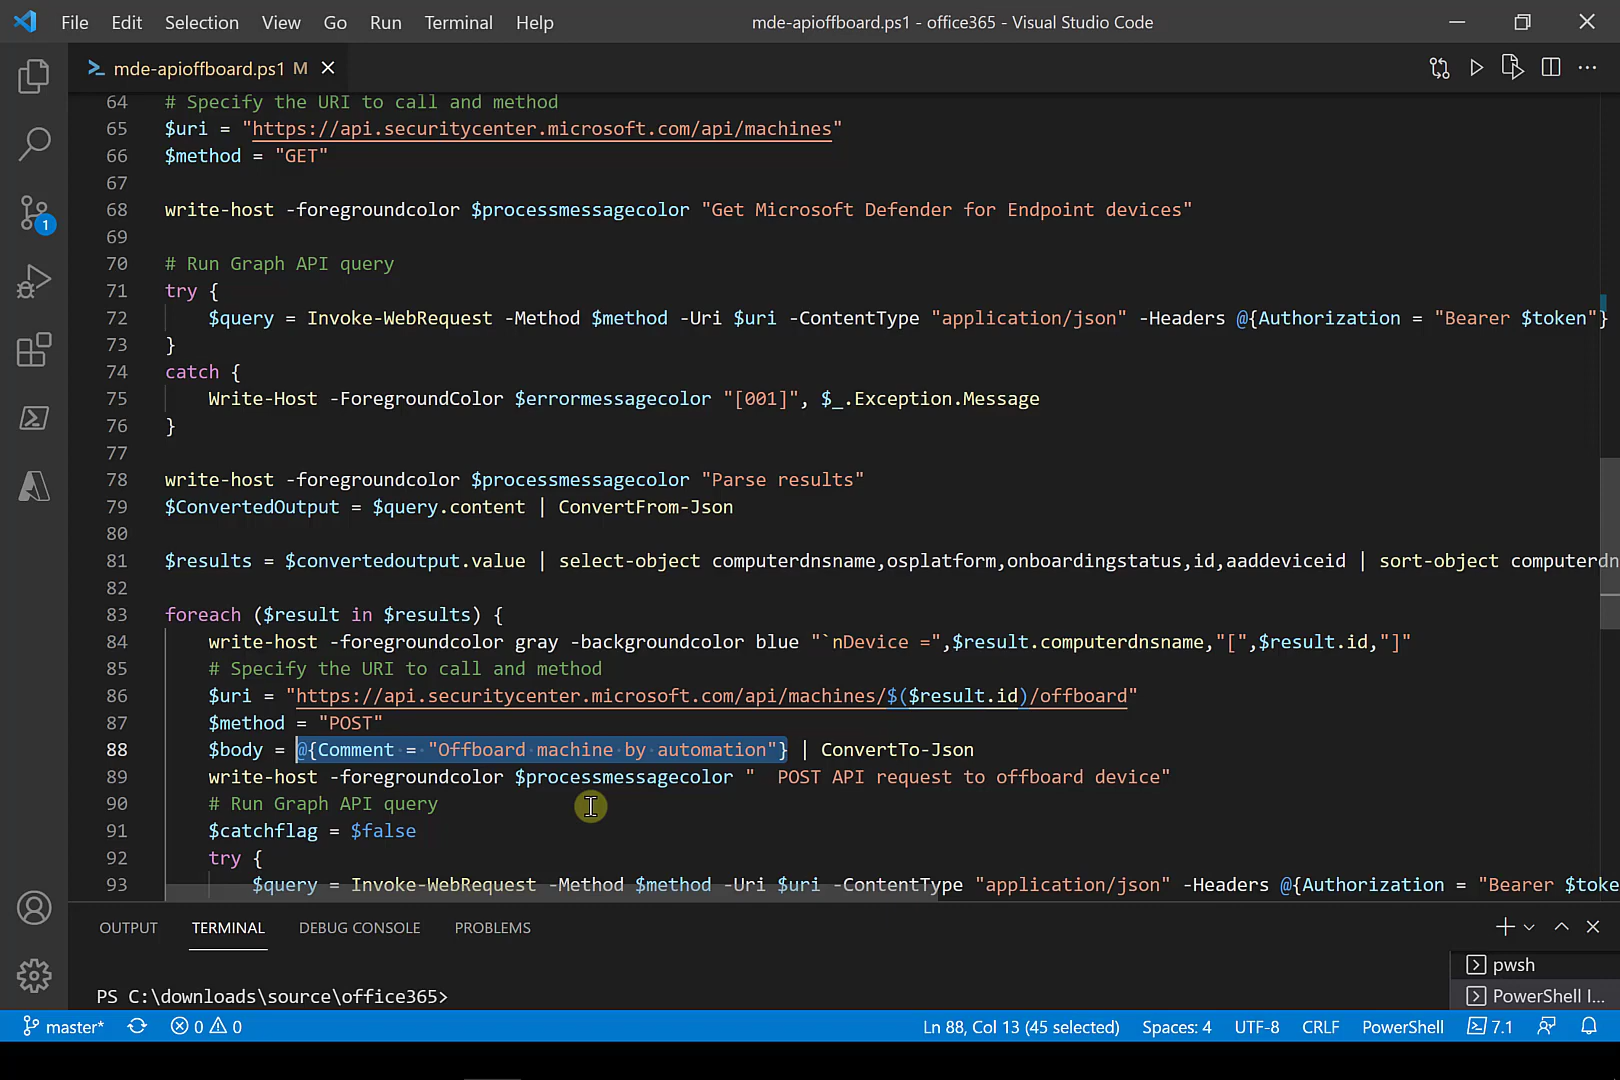 File Edit Selection View Go Run Terminal Help mde-apioffboard.ps1 - office365 - Visual Studio Code
mde-apioffboard.ps1 M
64 # Specify the URI to call and method
65 $uri = "https://api.securitycenter.microsoft.com/api/machines"
66 $method = "GET"
67
68 write-host -foregroundcolor $processmessagecolor "Get Microsoft Defender for Endpoint devices"
69
70 # Run Graph API query
71 try {
72 $query = Invoke-WebRequest -Method $method -Uri $uri -ContentType "application/json" -Headers @{Authorization = "Bearer $token"}
73 }
74 catch {
75 Write-Host -ForegroundColor $errormessagecolor "[001]", $_.Exception.Message
76 }
77
78 write-host -foregroundcolor $processmessagecolor "Parse results"
79 $ConvertedOutput = $query.content | ConvertFrom-Json
80
81 $results = $convertedoutput.value | select-object computerdnsname,osplatform,onboardingstatus,id,aaddeviceid | sort-object computerdn
82
83 foreach ($result in $results) {
84 write-host -foregroundcolor gray -backgroundcolor blue "`nDevice =",$result.computerdnsname,"[",$result.id,"]"
85 # Specify the URI to call and method
86 $uri = "https://api.securitycenter.microsoft.com/api/machines/$($result.id)/offboard"
87 $method = "POST"
88 $body = @{Comment = "Offboard machine by automation"} | ConvertTo-Json
89 write-host -foregroundcolor $processmessagecolor "  POST API request to offboard device"
90 # Run Graph API query
91 $catchflag = $false
92 try {
93 $query = Invoke-WebRequest -Method $method -Uri $uri -ContentType "application/json" -Headers @{Authorization = "Bearer $toke
1
OUTPUT TERMINAL DEBUG CONSOLE PROBLEMS
pwsh
PS C:\downloads\source\office365>
PowerShell I...
master* 0 0 Ln 88, Col 13 (45 selected) Spaces: 4 UTF-8 CRLF PowerShell 7.1